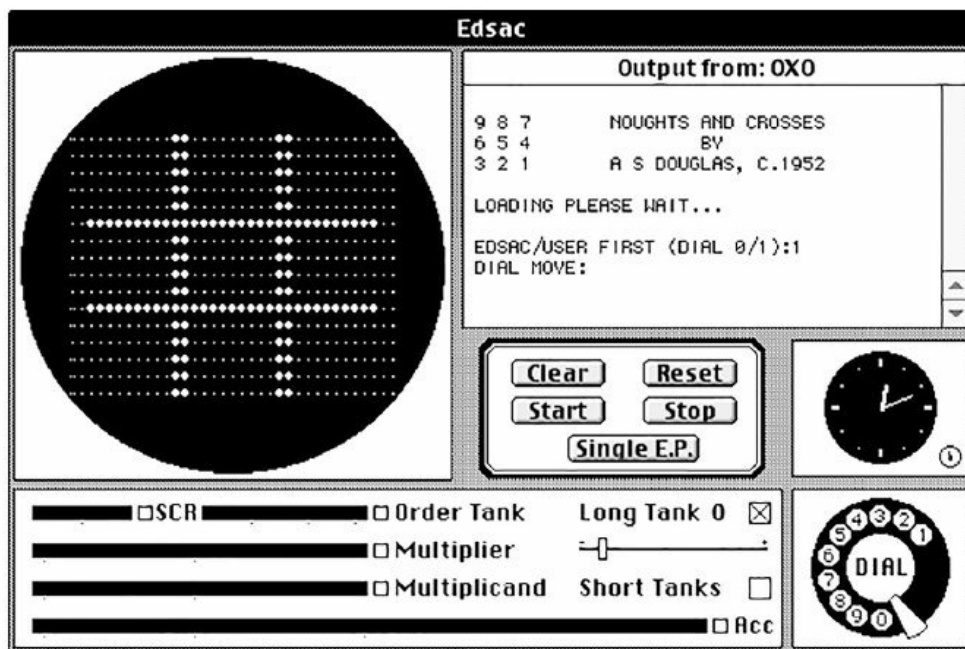 Edsac
Output from: OXO
9 8 7 NOUGHTS AND CROSSES
6 5 4 BY
3 2 1 A S DOUGLAS, C.1952
LOADING PLEASE WAIT...
EDSAC/USER FIRST (DIAL 0/1):1
DIAL MOVE:
Clear Reset
Start Stop
Single E.P.
SCR Order Tank Long Tank 0
Multiplier - +
Multiplicand Short Tanks
Acc
5 4 3 2 1
6 DIAL
7
8 9 0